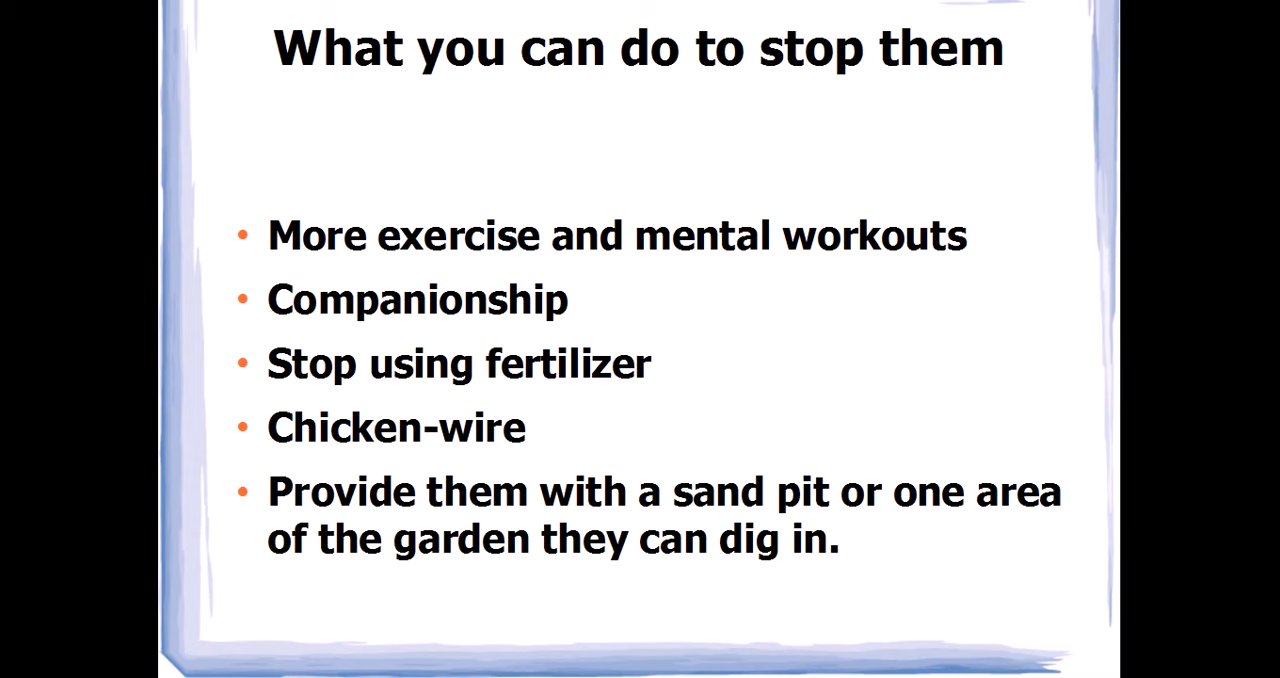 What you can do to stop them
• More exercise and mental workouts
• Companionship
• Stop using fertilizer
• Chicken-wire
• Provide them with a sand pit or one area
of the garden they can dig in.